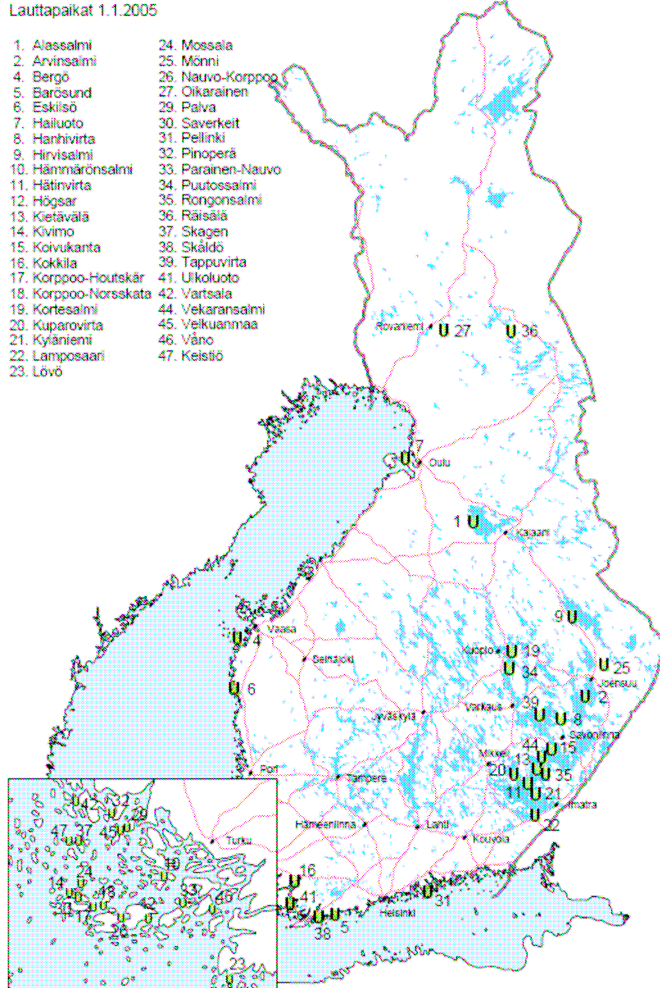 Lauttapaikat 1.1.2005
1. Alassalmi
2. Arvinsalmi
4. Bergö
5. Barösund
6. Eskilsö
7. Hailuoto
8. Hanhivirta
9. Hirvisalmi
10. Hämmärönsalmi
11. Hätinvirta
12. Högsar
13. Kietävälä
14. Kivimo
15. Koivukanta
16. Kokkila
17. Korppoo-Houtskär
18. Korppoo-Norsskata
19. Kortesalmi
20. Kuparovirta
21. Kyläniemi
22. Lamposaari
23. Lövö
24. Mossala
25. Mönni
26. Nauvo-Korppoo
27. Oikarainen
29. Palva
30. Saverkeit
31. Pellinki
32. Pinoperä
33. Parainen-Nauvo
34. Puutossalmi
35. Rongonsalmi
36. Räisälä
37. Skagen
38. Skåldö
39. Tappuvirta
41. Ulkoluoto
42. Vartsala
44. Vekaransalmi
45. Velkuanmaa
46. Våno
47. Keistiö
Rovaniemi
27
36
7
Oulu
1
Kajaani
9
4
Vaasa
Seinäjoki
Kuopio
19
34
25
Joensuu
2
6
Jyväskylä
Varkaus
39
8
Savonlinna
44
15
Mikkeli
13
20
35
11
21
Imatra
22
Pori
Tampere
Hämeenlinna
Lahti
Kouvola
Turku
42
32
29
45
47
37
24
14
33
46
17
12
23
16
41
38
5
Helsinki
31